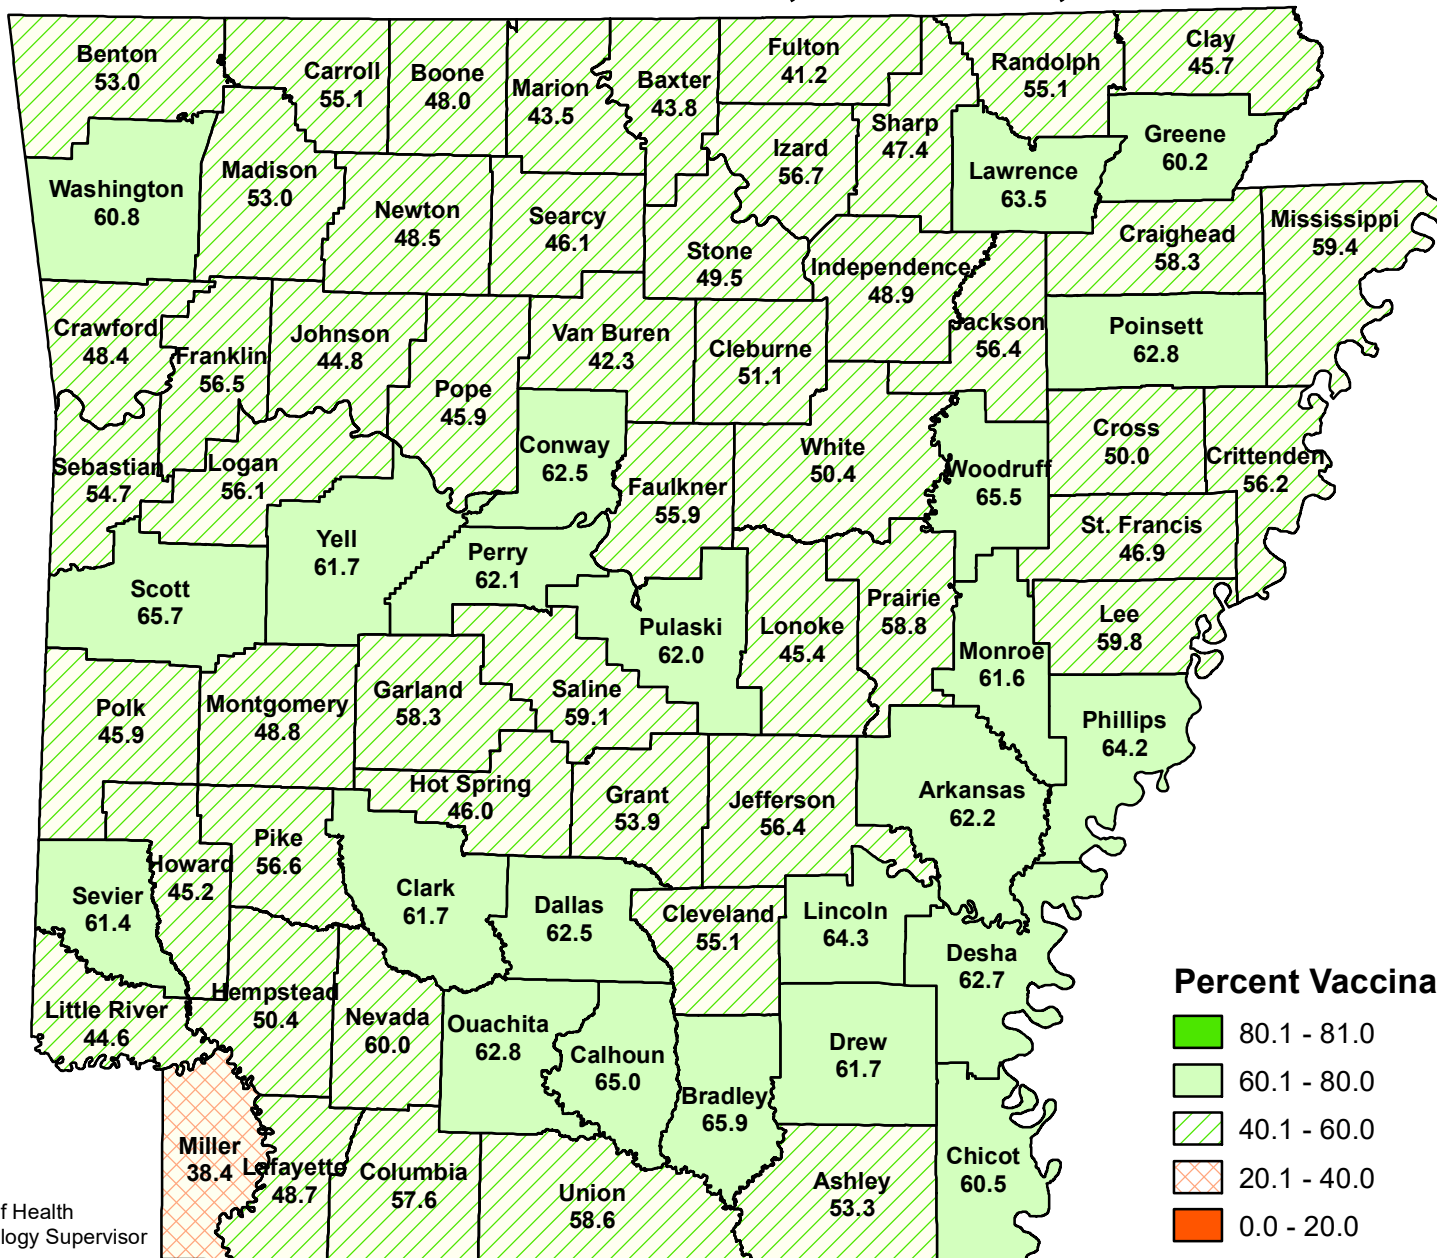 Benton
53.0
Carroll
55.1
Boone
48.0
Marion
43.5
Baxter
43.8
Fulton
41.2
Randolph
55.1
Clay
45.7
Washington
60.8
Madison
53.0
Newton
48.5
Searcy
46.1
Stone
49.5
Izard
56.7
Sharp
47.4
Lawrence
63.5
Greene
60.2
Independence
48.9
Craighead
58.3
Mississippi
59.4
Crawford
48.4
Franklin
56.5
Johnson
44.8
Pope
45.9
Van Buren
42.3
Cleburne
51.1
Jackson
56.4
Poinsett
62.8
Sebastian
54.7
Logan
56.1
Conway
62.5
Faulkner
55.9
White
50.4
Woodruff
65.5
Cross
50.0
Crittenden
56.2
Scott
65.7
Yell
61.7
Perry
62.1
Pulaski
62.0
Lonoke
45.4
Prairie
58.8
St. Francis
46.9
Lee
59.8
Monroe
61.6
Phillips
64.2
Polk
45.9
Montgomery
48.8
Garland
58.3
Saline
59.1
Hot Spring
46.0
Grant
53.9
Jefferson
56.4
Arkansas
62.2
Sevier
61.4
Howard
45.2
Pike
56.6
Clark
61.7
Dallas
62.5
Cleveland
55.1
Lincoln
64.3
Desha
62.7
Little River
44.6
Hempstead
50.4
Nevada
60.0
Ouachita
62.8
Calhoun
65.0
Bradley
65.9
Drew
61.7
Miller
38.4
Lafayette
48.7
Columbia
57.6
Union
58.6
Ashley
53.3
Chicot
60.5
Percent Vaccina
80.1 - 81.0
60.1 - 80.0
40.1 - 60.0
20.1 - 40.0
0.0 - 20.0
f Health
logy Supervisor